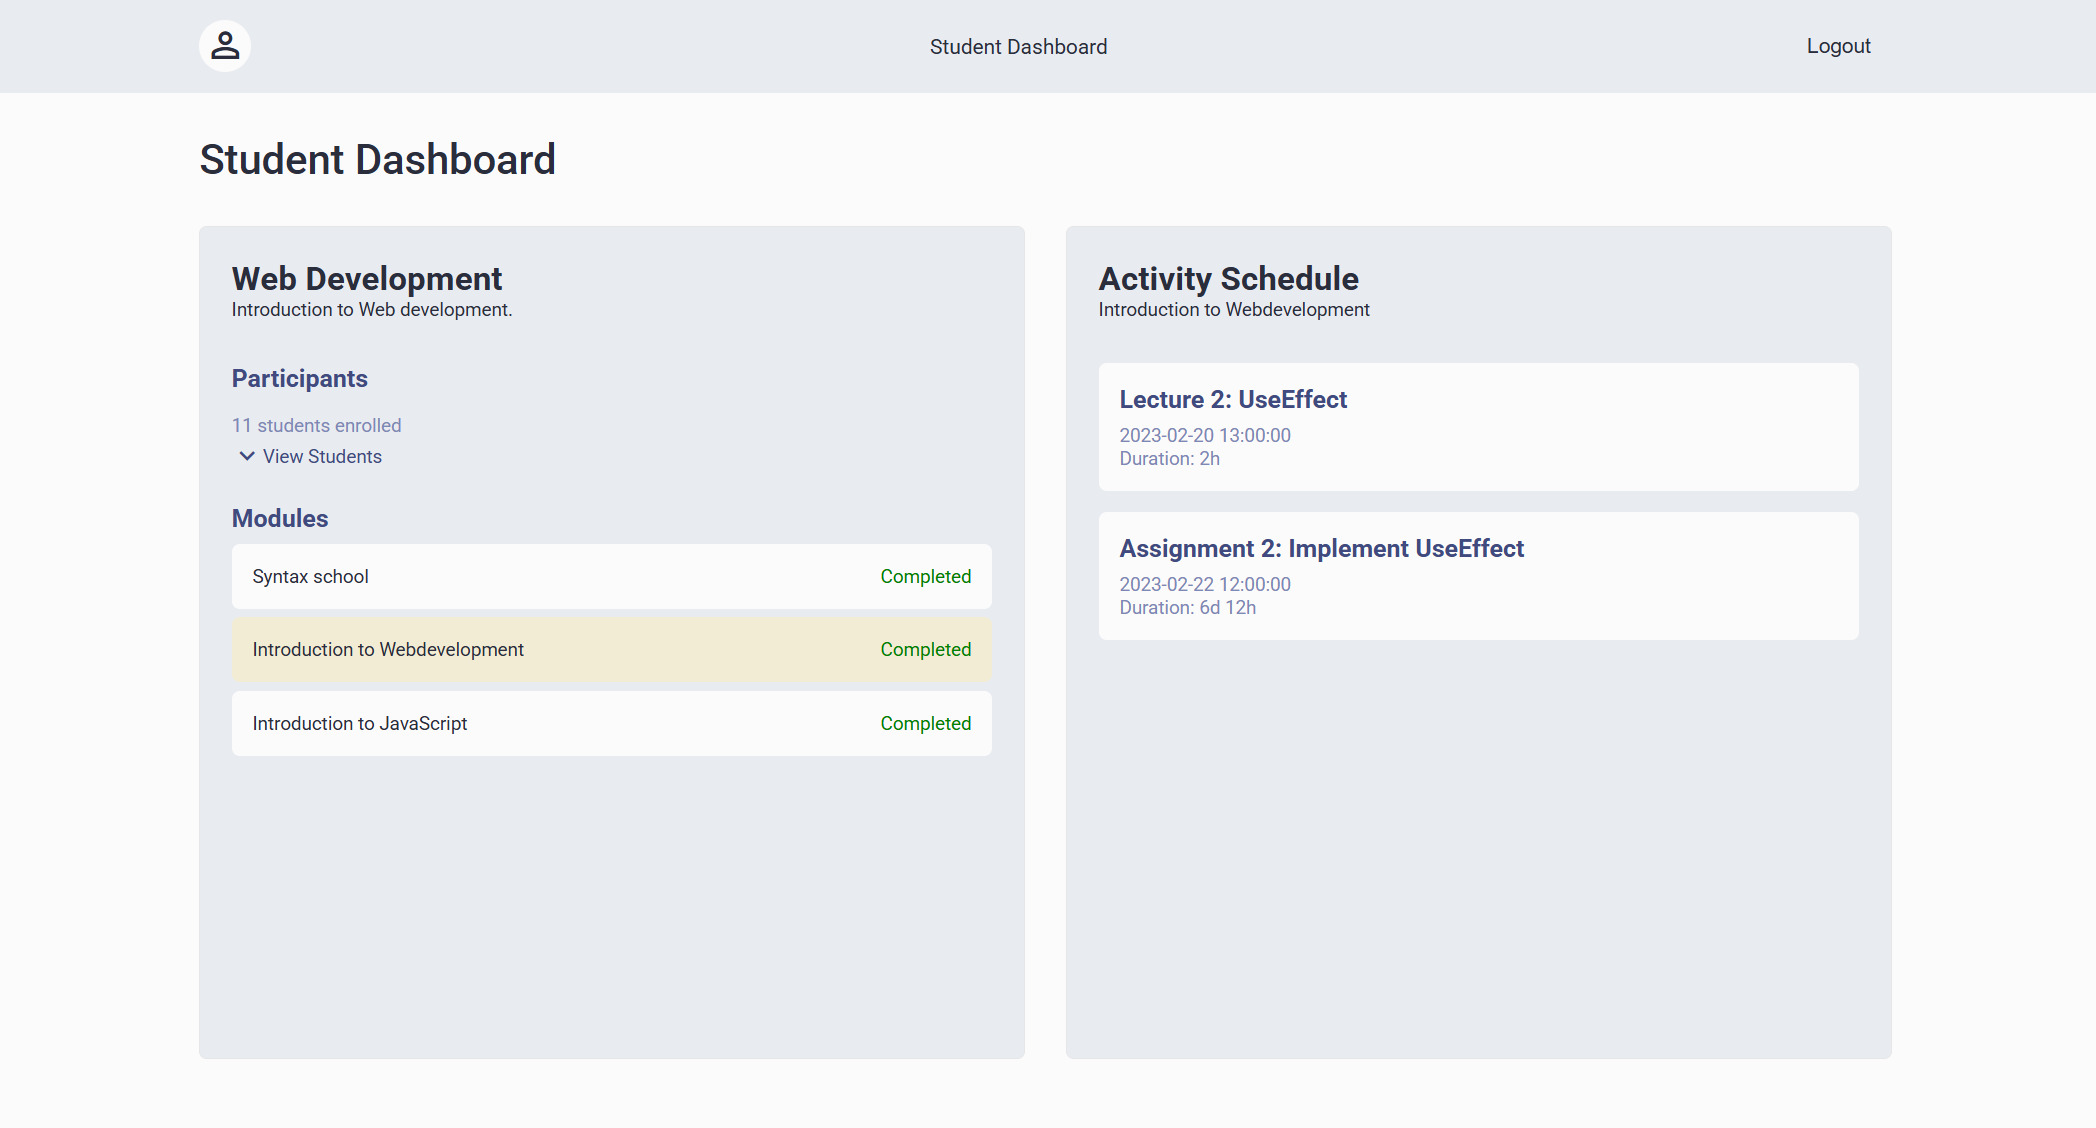 Student Dashboard
Logout
Student Dashboard
Web Development
Introduction to Web development.
Participants
11 students enrolled
View Students
Modules
Syntax school
Completed
Introduction to Webdevelopment
Completed
Introduction to JavaScript
Completed
Activity Schedule
Introduction to Webdevelopment
Lecture 2: UseEffect
2023-02-20 13:00:00
Duration: 2h
Assignment 2: Implement UseEffect
2023-02-22 12:00:00
Duration: 6d 12h